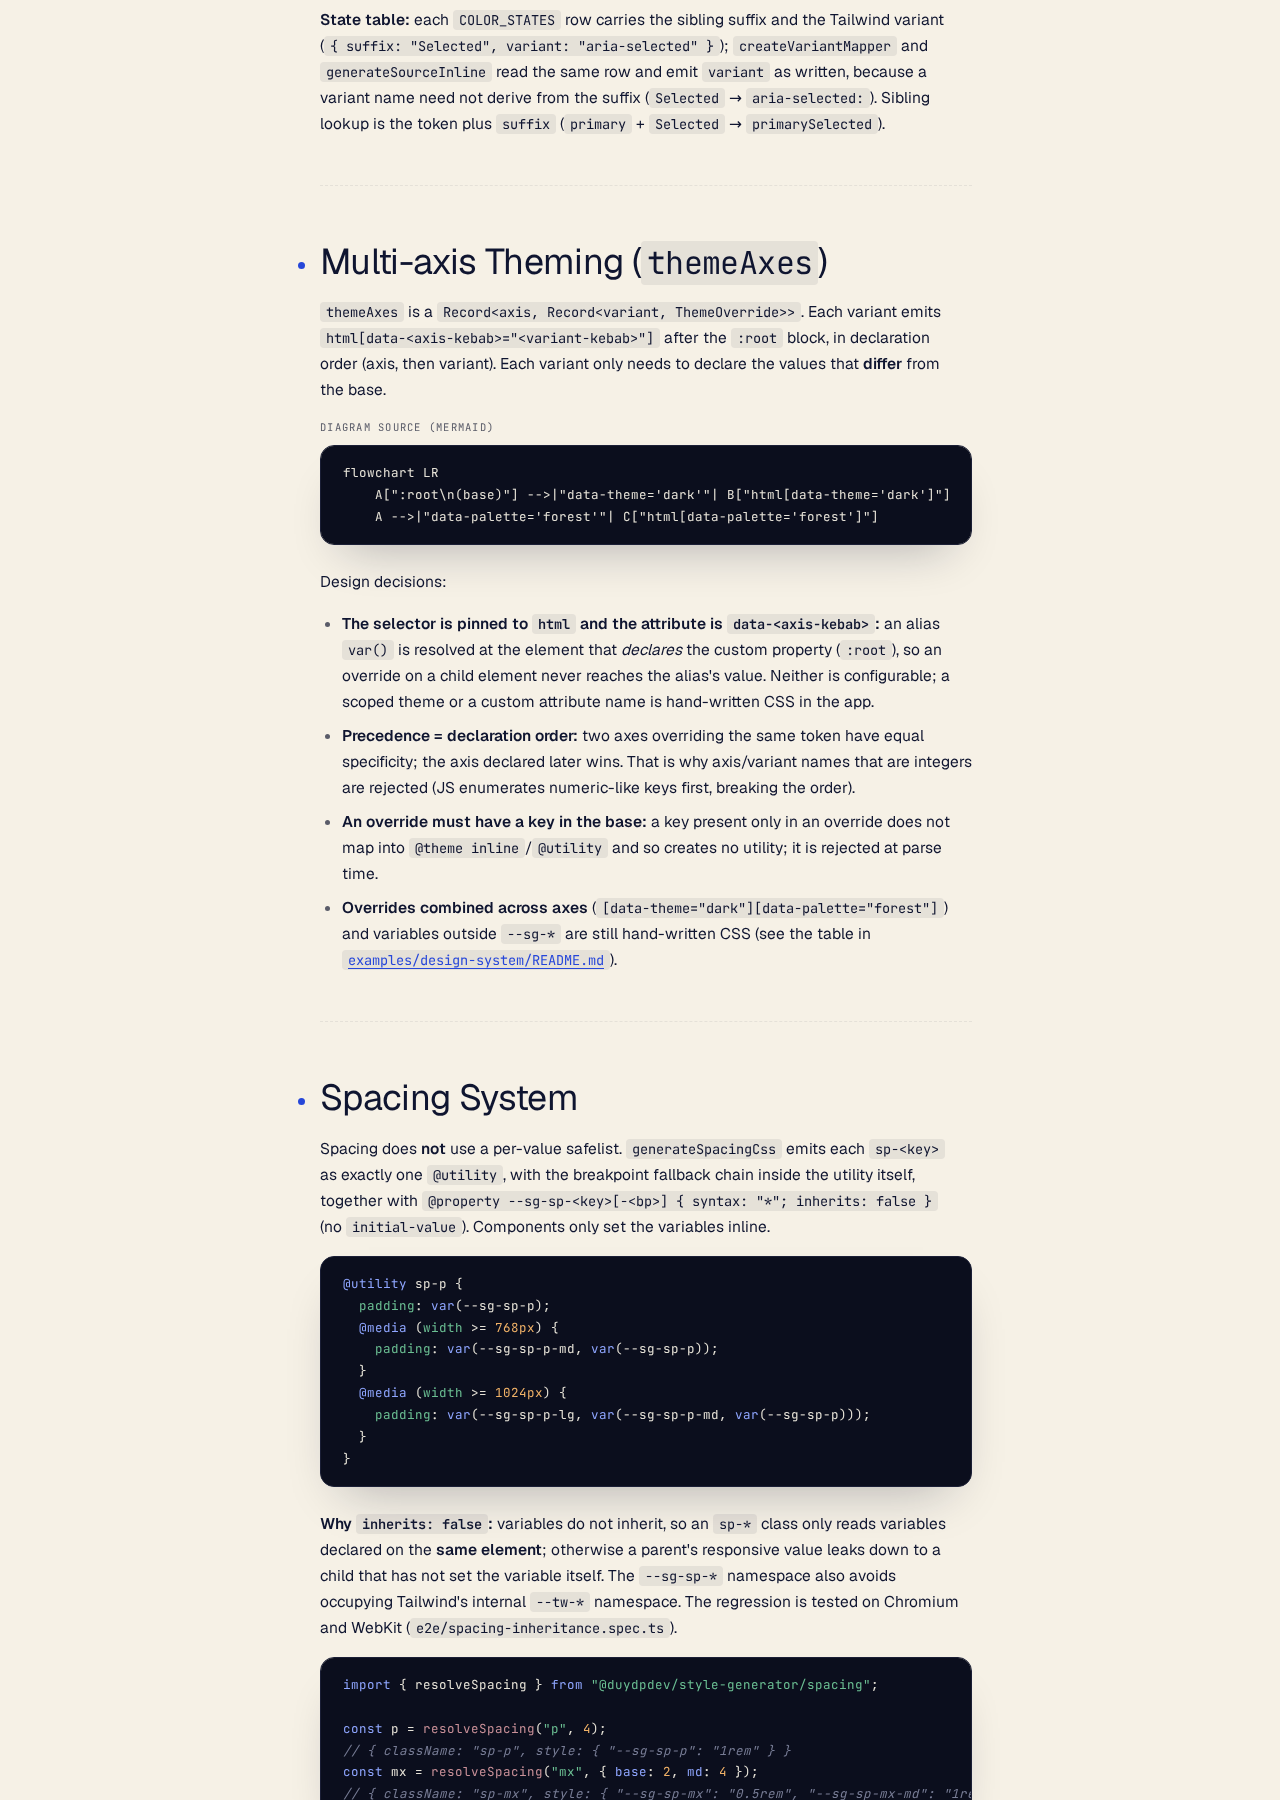 State table: each COLOR_STATES row carries the sibling suffix and the Tailwind variant
( { suffix: "Selected", variant: "aria-selected" } ); createVariantMapper and
generateSourceInline read the same row and emit variant as written, because a
variant name need not derive from the suffix ( Selected → aria-selected: ). Sibling
lookup is the token plus suffix ( primary + Selected → primarySelected ).
Multi-axis Theming ( themeAxes )
themeAxes is a Record<axis, Record<variant, ThemeOverride>> . Each variant emits
html[data-<axis-kebab>="<variant-kebab>"] after the :root block, in declaration
order (axis, then variant). Each variant only needs to declare the values that differ from
the base.
DIAGRAM SOURCE (MERMAID)
flowchart LR
A[":root\n(base)"] -->|"data-theme='dark'"| B["html[data-theme='dark']"]
A -->|"data-palette='forest'"| C["html[data-palette='forest']"]
Design decisions:
• The selector is pinned to html and the attribute is data-<axis-kebab> : an alias
var() is resolved at the element that declares the custom property ( :root ), so an
override on a child element never reaches the alias's value. Neither is configurable; a
scoped theme or a custom attribute name is hand-written CSS in the app.
• Precedence = declaration order: two axes overriding the same token have equal
specificity; the axis declared later wins. That is why axis/variant names that are integers
are rejected (JS enumerates numeric-like keys first, breaking the order).
• An override must have a key in the base: a key present only in an override does not
map into @theme inline / @utility and so creates no utility; it is rejected at parse
time.
• Overrides combined across axes ( [data-theme="dark"][data-palette="forest"] )
and variables outside --sg-* are still hand-written CSS (see the table in
examples/design-system/README.md ).
Spacing System
Spacing does not use a per-value safelist. generateSpacingCss emits each sp-<key>
as exactly one @utility , with the breakpoint fallback chain inside the utility itself,
together with @property --sg-sp-<key>[-<bp>] { syntax: "*"; inherits: false }
(no initial-value ). Components only set the variables inline.
@utility sp-p {
padding: var(--sg-sp-p);
@media (width >= 768px) {
padding: var(--sg-sp-p-md, var(--sg-sp-p));
}
@media (width >= 1024px) {
padding: var(--sg-sp-p-lg, var(--sg-sp-p-md, var(--sg-sp-p)));
}
}
Why inherits: false : variables do not inherit, so an sp-* class only reads variables
declared on the same element; otherwise a parent's responsive value leaks down to a
child that has not set the variable itself. The --sg-sp-* namespace also avoids
occupying Tailwind's internal --tw-* namespace. The regression is tested on Chromium
and WebKit ( e2e/spacing-inheritance.spec.ts ).
import { resolveSpacing } from "@duydpdev/style-generator/spacing";
const p = resolveSpacing("p", 4);
// { className: "sp-p", style: { "--sg-sp-p": "1rem" } }
const mx = resolveSpacing("mx", { base: 2, md: 4 });
// { className: "sp-mx", style: { "--sg-sp-mx": "0.5rem", "--sg-sp-mx-md":